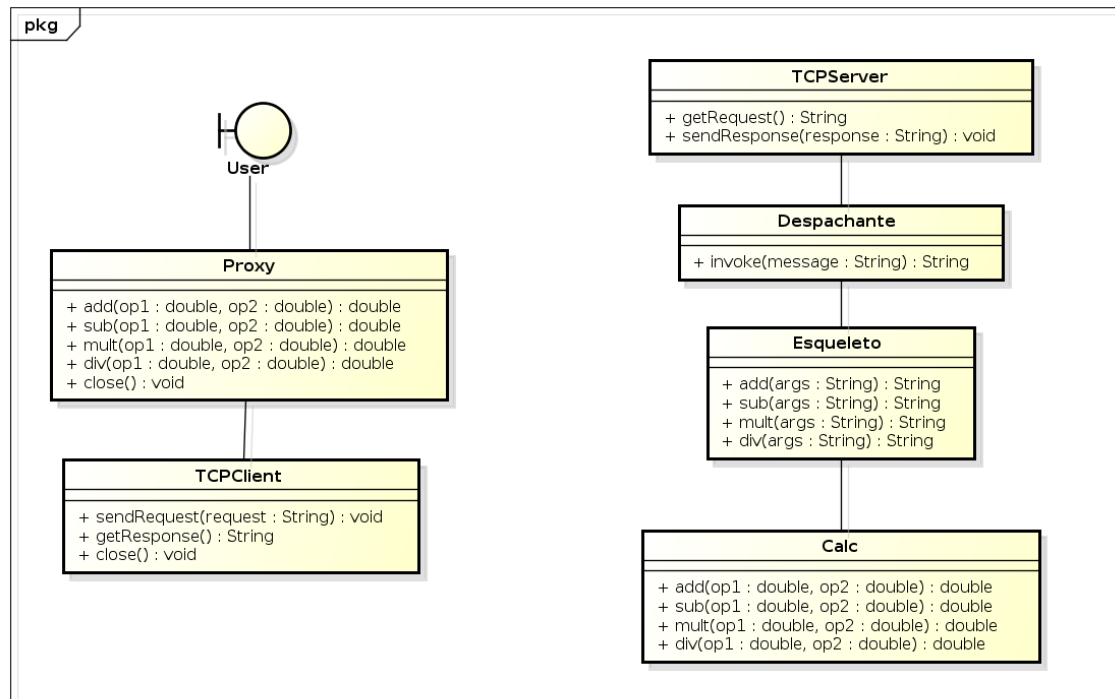 pkg
User
Proxy
+ add(op1 : double, op2 : double) : double
+ sub(op1 : double, op2 : double) : double
+ mult(op1 : double, op2 : double) : double
+ div(op1 : double, op2 : double) : double
+ close() : void
TCPClient
+ sendRequest(request : String) : void
+ getResponse() : String
+ close() : void
TCPServer
+ getRequest() : String
+ sendResponse(response : String) : void
Despachante
+ invoke(message : String) : String
Esqueleto
+ add(args : String) : String
+ sub(args : String) : String
+ mult(args : String) : String
+ div(args : String) : String
Calc
+ add(op1 : double, op2 : double) : double
+ sub(op1 : double, op2 : double) : double
+ mult(op1 : double, op2 : double) : double
+ div(op1 : double, op2 : double) : double